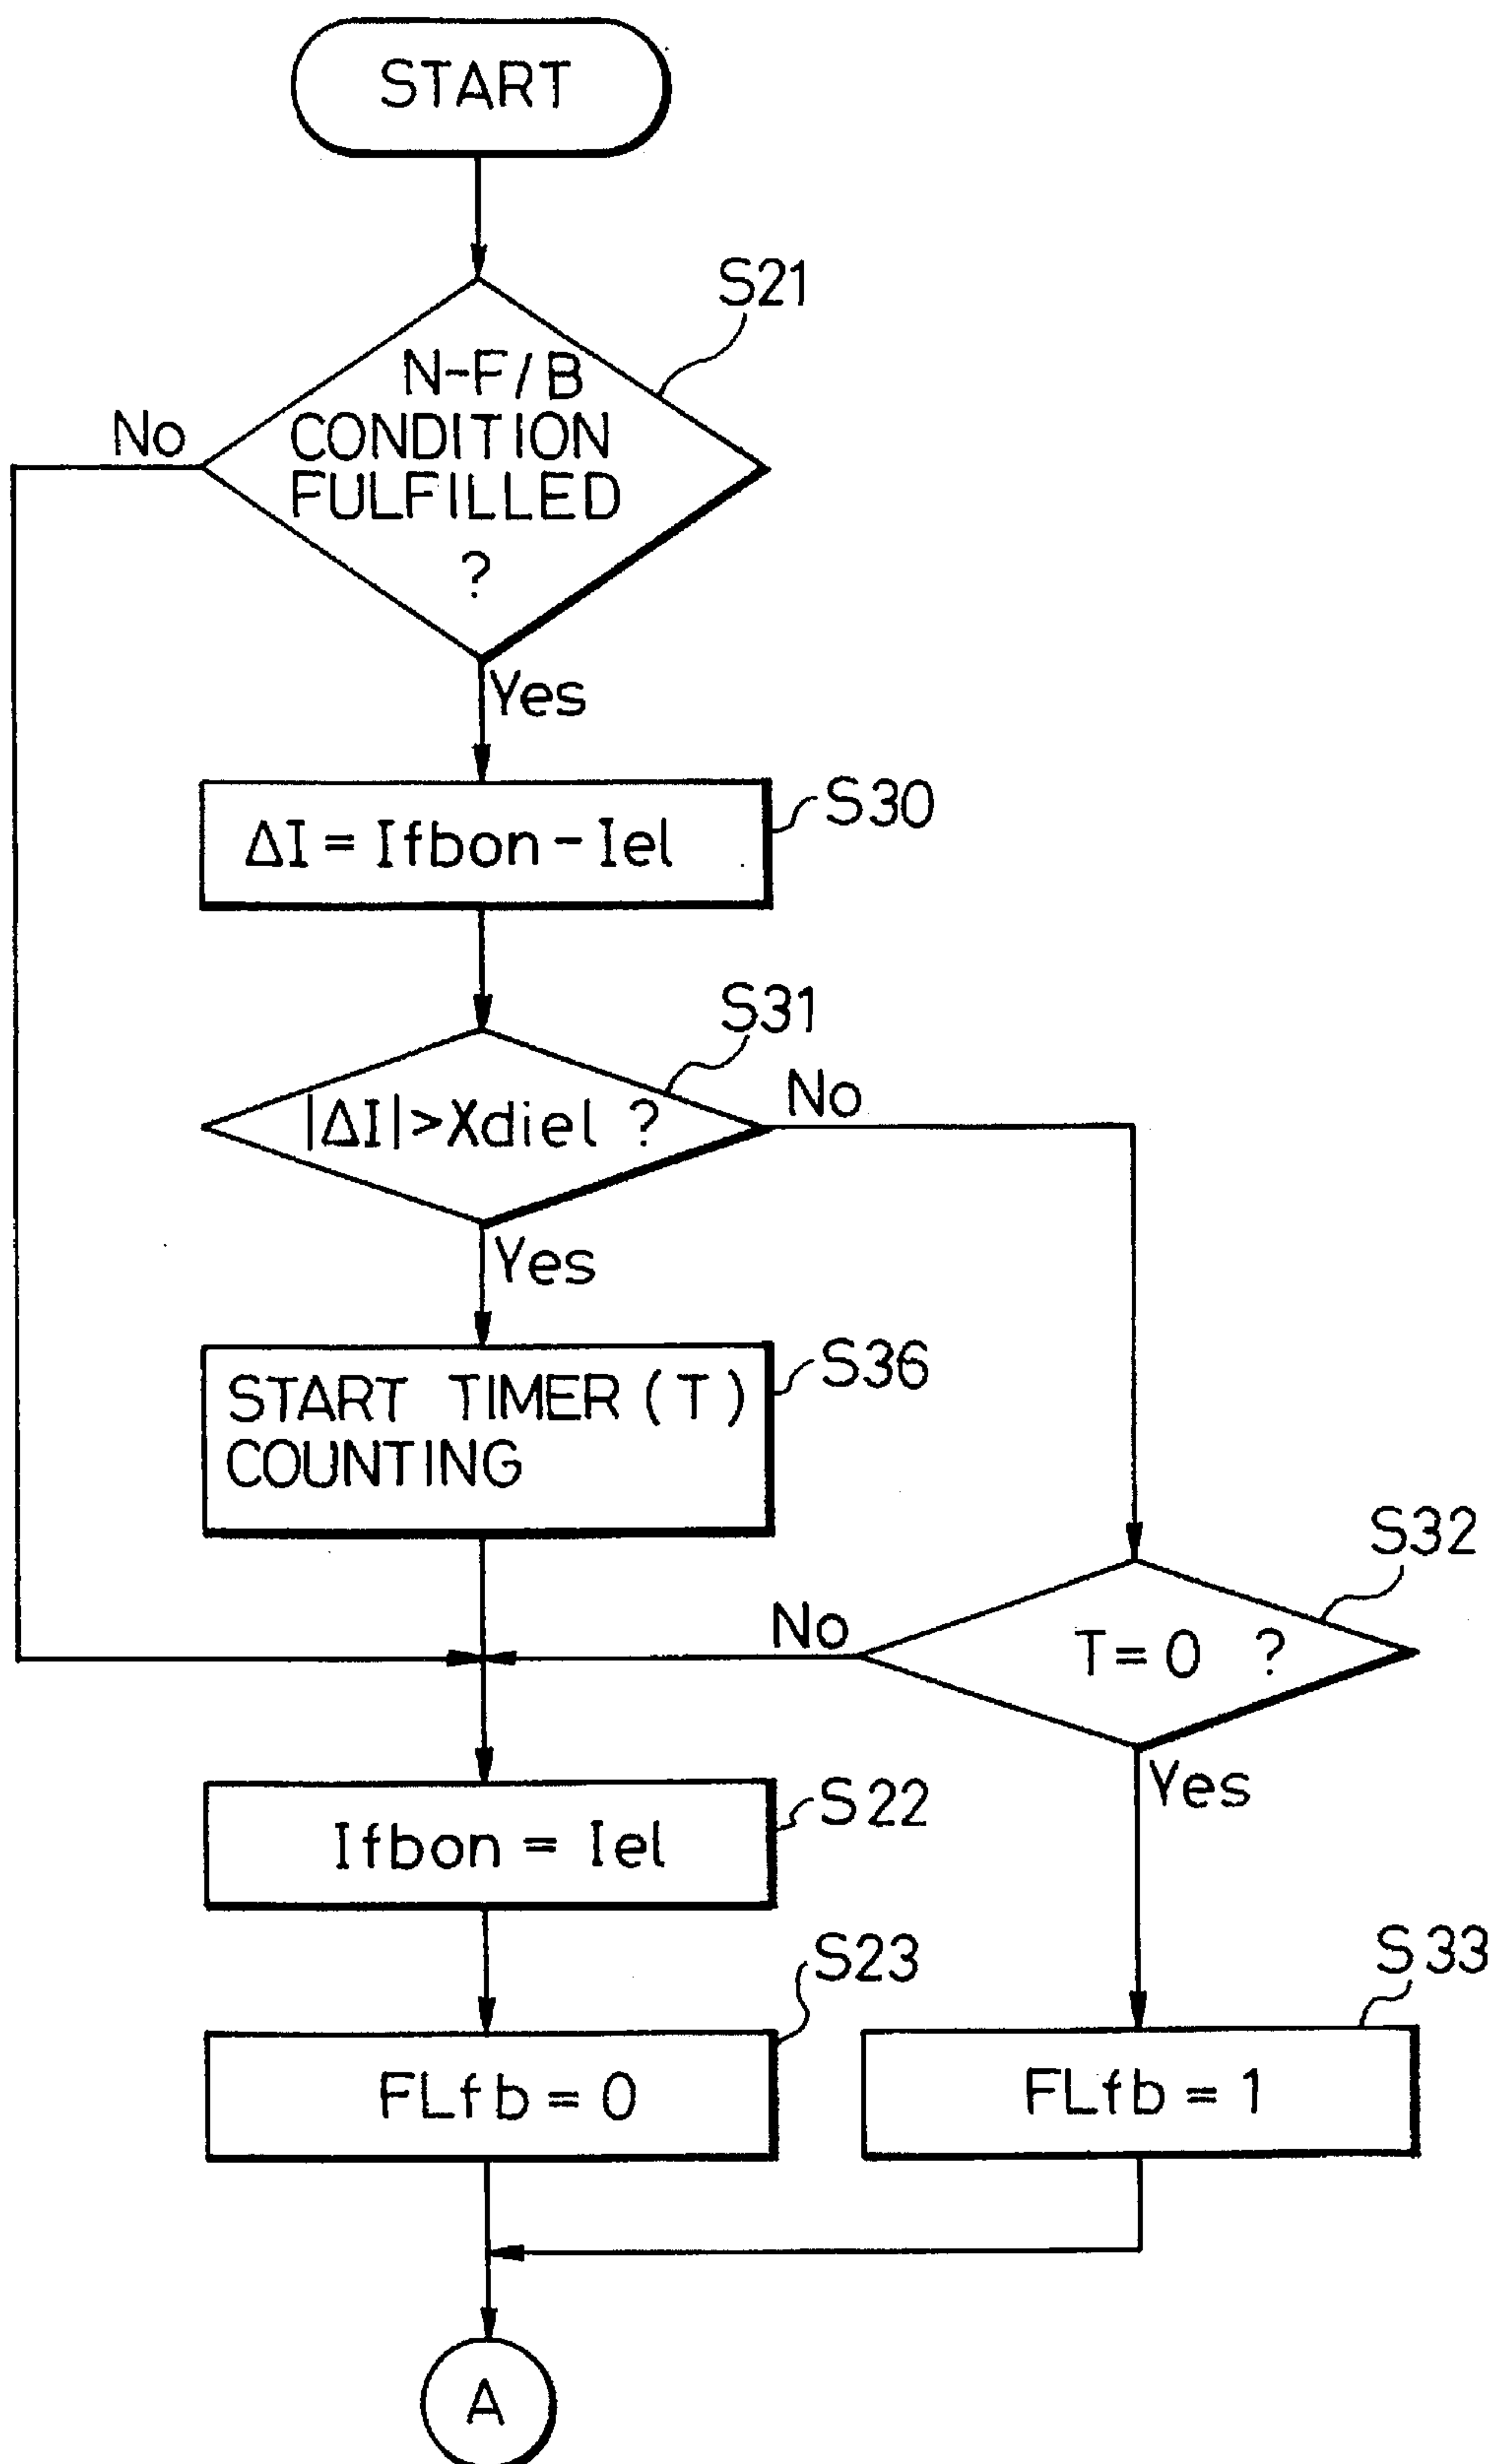 START
S21
N-F/B
CONDITION
FULFILLED
?
No
Yes
S30
ΔI = Ifbon - Iel
S31
|ΔI|>Xdiel ?
No
Yes
S36
START TIMER (T)
COUNTING
S32
T=0 ?
No
Yes
S22
Ifbon = Iel
S23
FLfb = 0
S33
FLfb = 1
A